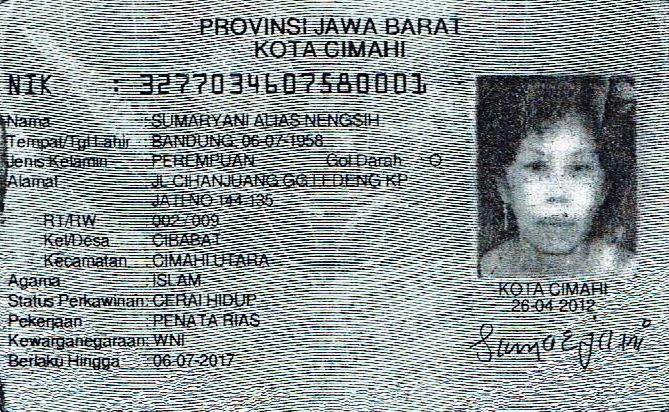 PROVINSI JAWA BARAT
KOTA CIMAHI
NIK : 3277034607580001
Nama : SUMARYANI ALIAS NENGSIH
Tempat/Tgl Lahir : BANDUNG, 06-07-1958
Jenis Kelamin : PEREMPUAN Gol Darah : O
Alamat : JL CIHANJUANG GG I EDENG KP
JATI NO 144-135
RT/RW : 002 / 009
Kel/Desa : CIBABAT
Kecamatan : CIMAHI UTARA
Agama : ISLAM
Status Perkawinan: CERAI HIDUP
Pekerjaan : PENATA RIAS
Kewarganegaraan: WNI
Berlaku Hingga : 06-07-2017
KOTA CIMAHI
26-04-2012